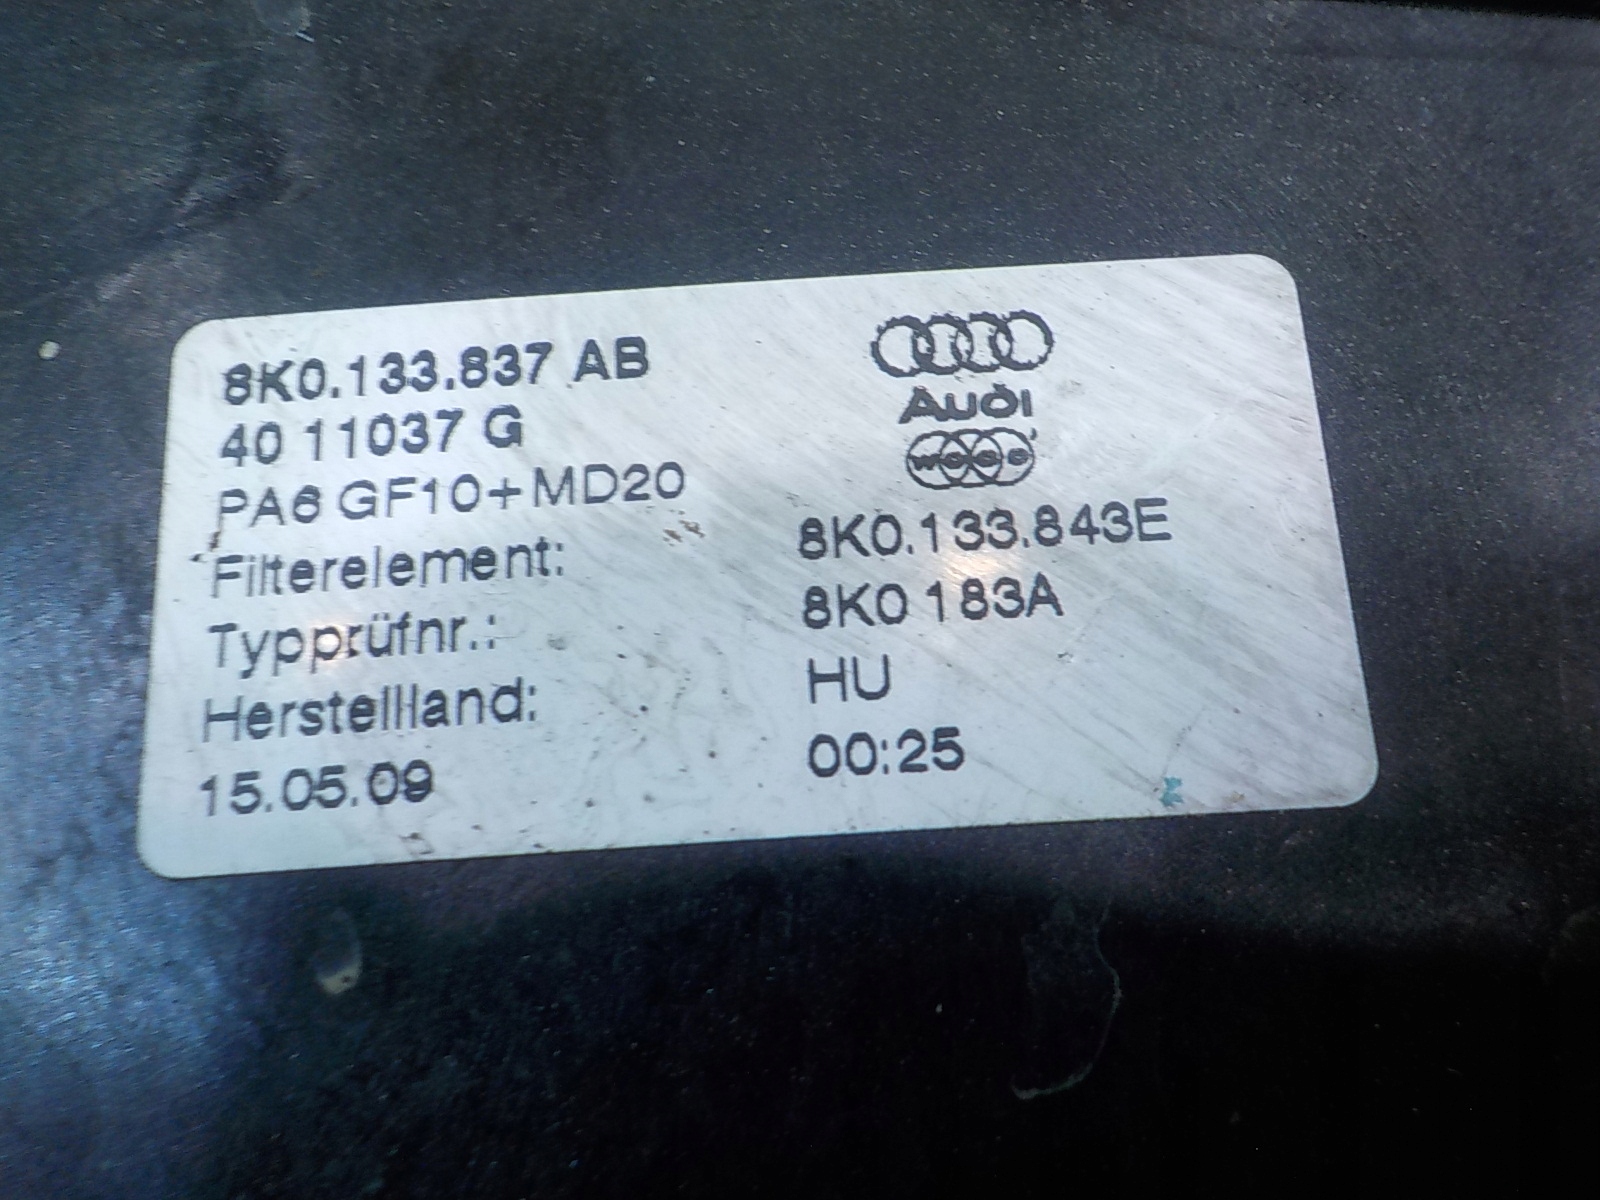 8K0.133.837 AB
40 11037 G
PA6 GF10+MD20
Audi
Filterelement: 8K0.133.843E
Typprüfnr.: 8K0 183A
Herstellland: HU
15.05.09 00:25